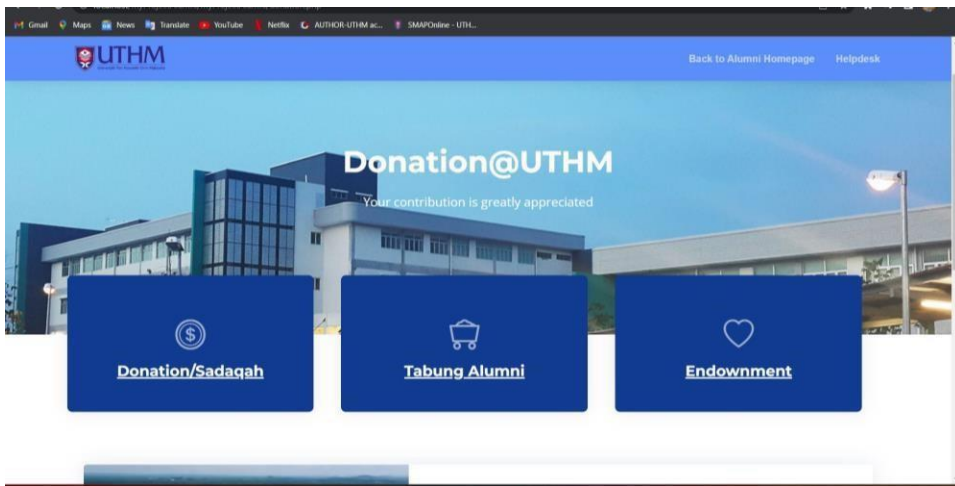 Gmail Maps News Translate YouTube Netflix AUTHOR-UTHM ac... SMAPOnline - UTH...
UTHM
Back to Alumni Homepage Helpdesk
Donation@UTHM
Your contribution is greatly appreciated
Donation/Sadaqah
Tabung Alumni
Endownment